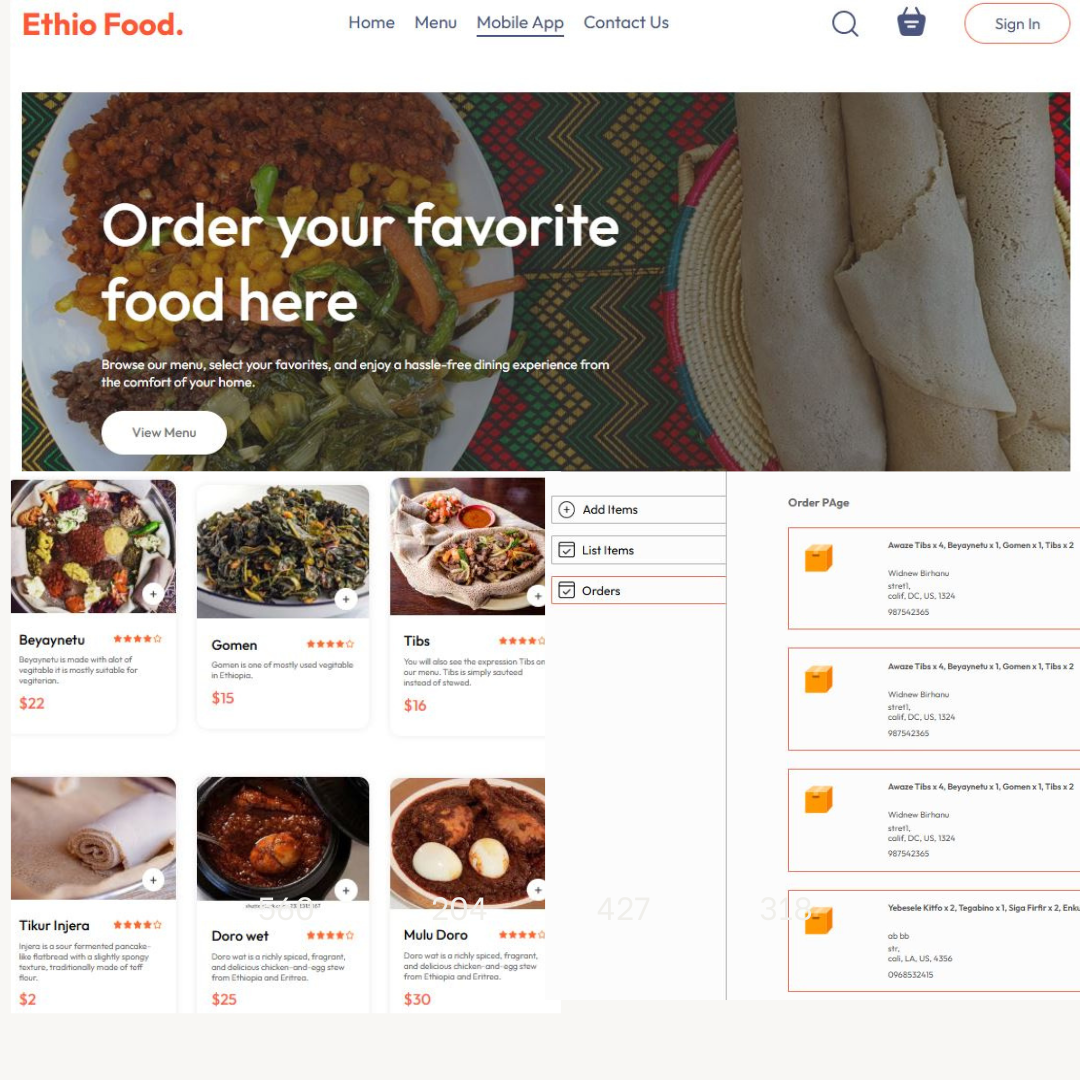 Ethio Food.
Home Menu Mobile App Contact Us
Sign In
Order your favorite
food here
Browse our menu, select your favorites, and enjoy a hassle-free dining experience from
the comfort of your home.
View Menu
Beyaynetu
Beyaynetu is made with alot of
vegitable it is mostly suitable for
vegiterian.
$22
Gomen
Gomen is one of mostly used vegitable
in Ethiopia.
$15
Tibs
You will also see the expression Tibs on
our menu. Tibs is simply sauteed
instead of stewed.
$16
Tikur Injera
Injera is a sour fermented pancake-
like flatbread with a slightly spongy
texture, traditionally made of teff
flour.
$2
Doro wet
Doro wat is a richly spiced, fragrant,
and delicious chicken-and-egg stew
from Ethiopia and Eritrea.
$25
Mulu Doro
Doro wat is a richly spiced, fragrant,
and delicious chicken-and-egg stew
from Ethiopia and Eritrea.
$30
560 204 427 318
Add Items
List Items
Orders
Order PAge
Awaze Tibs x 4, Beyaynetu x 1, Gomen x 1, Tibs x 2
Widnew Birhanu
stret1,
calif, DC, US, 1324
987542365
Awaze Tibs x 4, Beyaynetu x 1, Gomen x 1, Tibs x 2
Widnew Birhanu
stret1,
calif, DC, US, 1324
987542365
Awaze Tibs x 4, Beyaynetu x 1, Gomen x 1, Tibs x 2
Widnew Birhanu
stret1,
calif, DC, US, 1324
987542365
Yebesele Kitfo x 2, Tegabino x 1, Siga Firfir x 2, Enku
ab bb
str,
cali, LA, US, 4356
0968532415